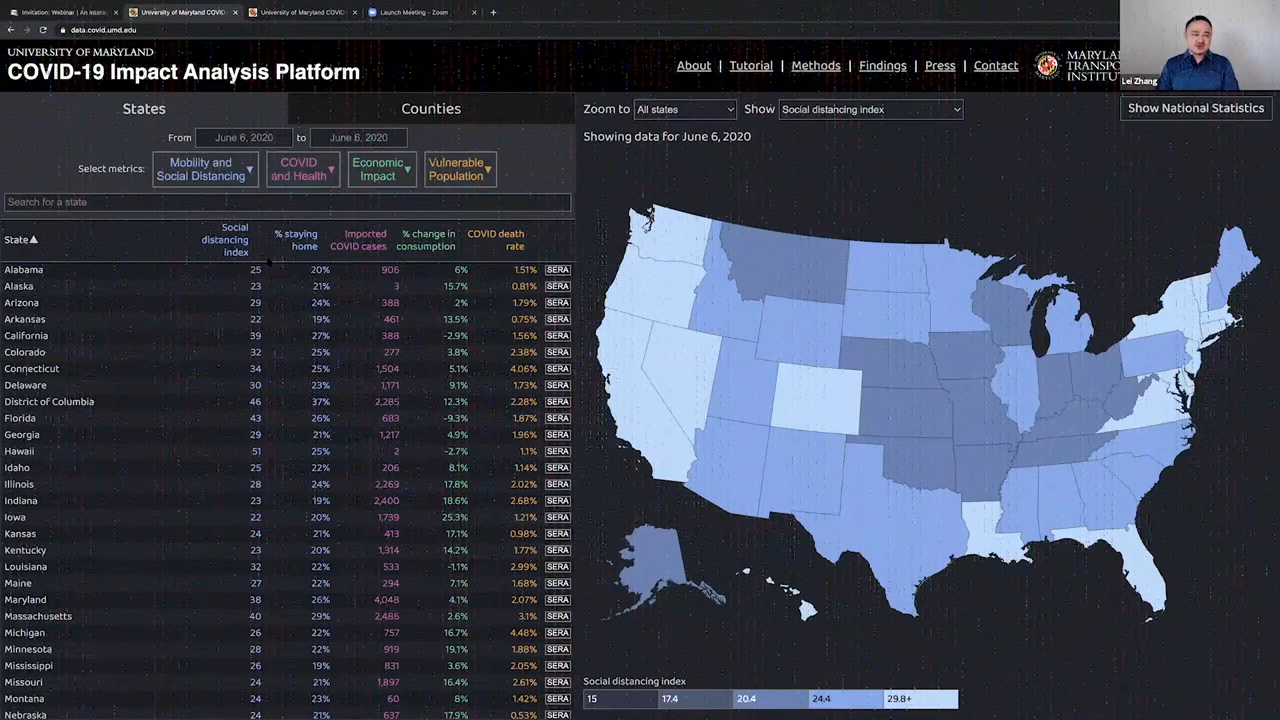 Invitation: Webinar | An intera
University of Maryland COVID
University of Maryland COVID
Launch Meeting - Zoom
data.covid.umd.edu
UNIVERSITY OF MARYLAND
COVID-19 Impact Analysis Platform
About | Tutorial | Methods | Findings | Press | Contact
MARYLAND
TRANSPO
INSTITU
Lei Zhang
States
Counties
From June 6, 2020 to June 6, 2020
Select metrics: Mobility and Social Distancing COVID and Health Economic Impact Vulnerable Population
Search for a state
Zoom to All states Show Social distancing index
Show National Statistics
Showing data for June 6, 2020
State Social distancing index % staying home Imported COVID cases % change in consumption COVID death rate
Alabama 25 20% 906 6% 1.51% SERA
Alaska 23 21% 3 15.7% 0.81% SERA
Arizona 29 24% 388 2% 1.79% SERA
Arkansas 22 19% 461 13.5% 0.75% SERA
California 39 27% 388 -2.9% 1.56% SERA
Colorado 32 25% 277 3.8% 2.38% SERA
Connecticut 34 25% 1,504 5.1% 4.06% SERA
Delaware 30 23% 1,171 9.1% 1.73% SERA
District of Columbia 46 37% 2,285 12.3% 2.28% SERA
Florida 43 26% 683 -9.3% 1.87% SERA
Georgia 29 21% 1,217 4.9% 1.96% SERA
Hawaii 51 25% 2 -2.7% 1.1% SERA
Idaho 25 22% 206 8.1% 1.14% SERA
Illinois 28 24% 2,269 17.8% 2.02% SERA
Indiana 23 19% 2,400 18.6% 2.68% SERA
Iowa 22 20% 1,739 25.3% 1.21% SERA
Kansas 24 21% 413 17.1% 0.98% SERA
Kentucky 23 20% 1,314 14.2% 1.77% SERA
Louisiana 32 22% 533 -1.1% 2.99% SERA
Maine 27 22% 294 7.1% 1.68% SERA
Maryland 38 26% 4,048 4.1% 2.07% SERA
Massachusetts 40 29% 2,486 2.6% 3.1% SERA
Michigan 26 22% 757 16.7% 4.48% SERA
Minnesota 28 22% 919 19.1% 1.88% SERA
Mississippi 26 19% 831 3.6% 2.05% SERA
Missouri 24 21% 1,897 16.4% 2.61% SERA
Montana 24 23% 60 8% 1.42% SERA
Nebraska 24 21% 637 17.9% 0.53% SERA
Social distancing index
15 17.4 20.4 24.4 29.8+